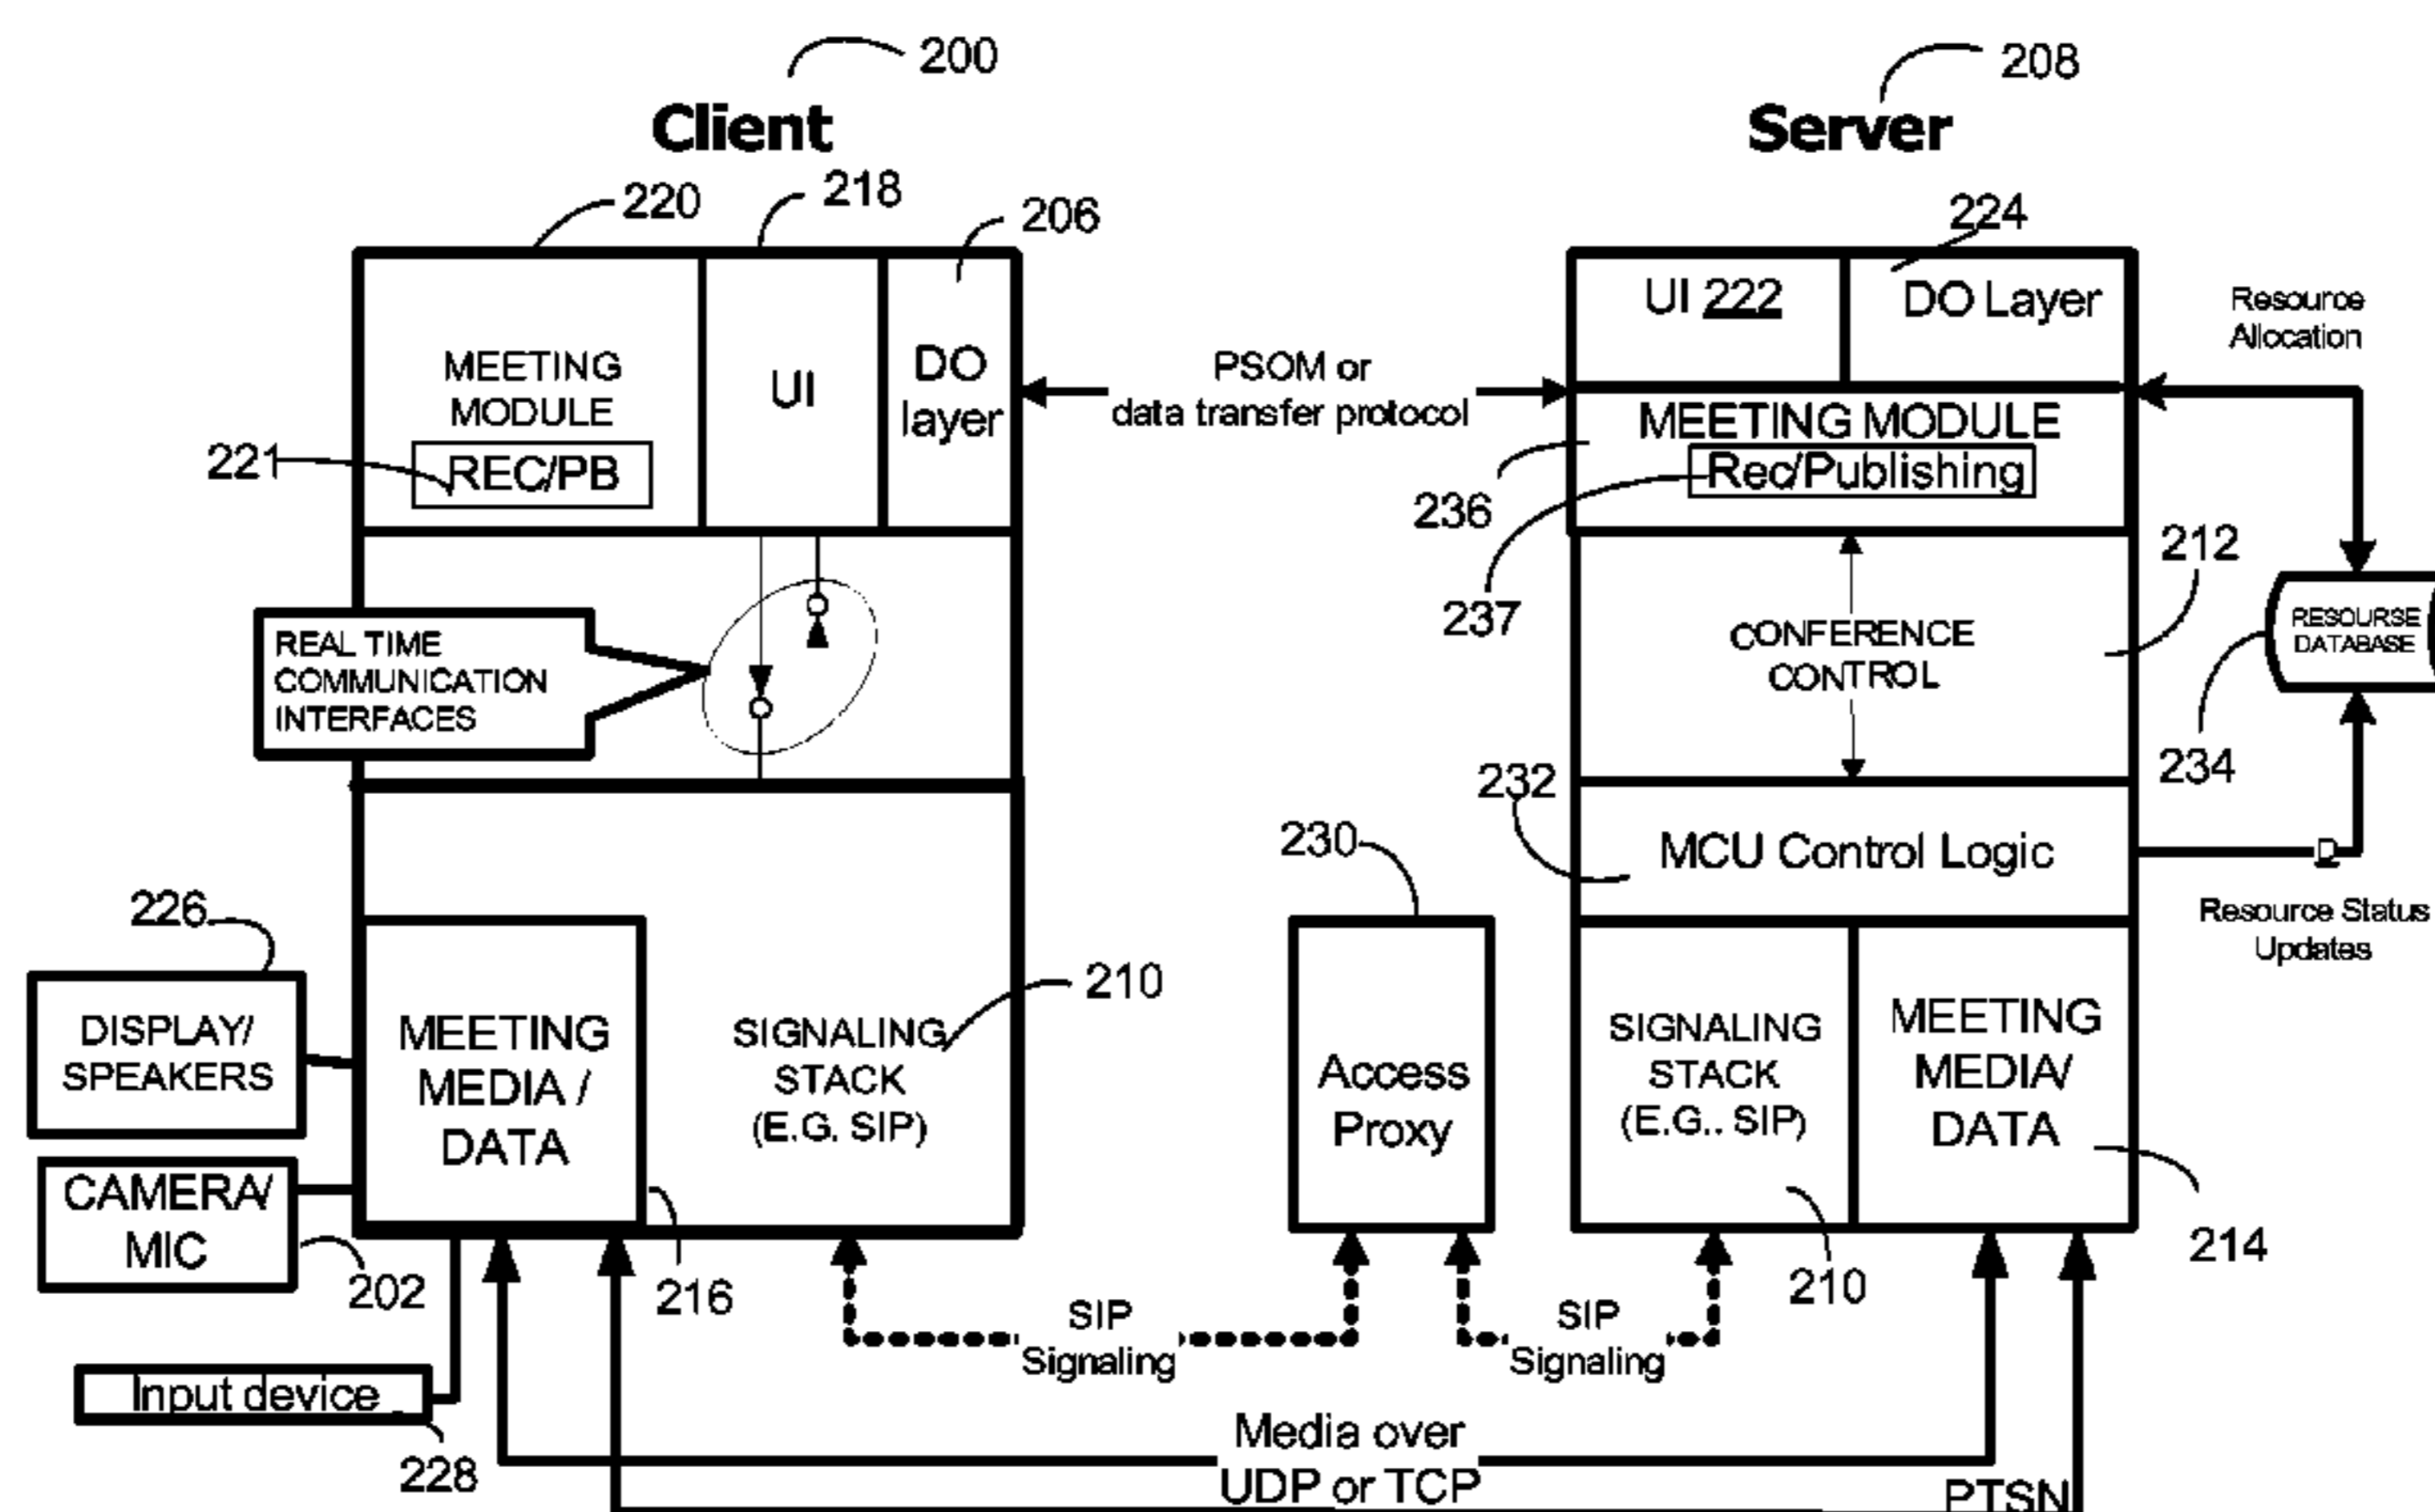 200
208
Client
Server
220
218
206
224
UI 222
DO Layer
Resource
Allocation
MEETING
MODULE
UI
DO
layer
PSOM or
data transfer protocol
MEETING MODULE
221
REC/PB
Rec/Publishing
236
237
212
REAL TIME
COMMUNICATION
INTERFACES
CONFERENCE
CONTROL
RESOURSE
DATABASE
234
232
230
MCU Control Logic
226
Resource Status
Updates
210
DISPLAY/
SPEAKERS
MEETING
MEDIA /
DATA
SIGNALING
STACK
(E.G. SIP)
Access
Proxy
SIGNALING
STACK
(E.G.. SIP)
MEETING
MEDIA/
DATA
CAMERA/
MIC
202
216
210
214
SIP
Signaling
SIP
Signaling
Input device
228
Media over
UDP or TCP
PTSN